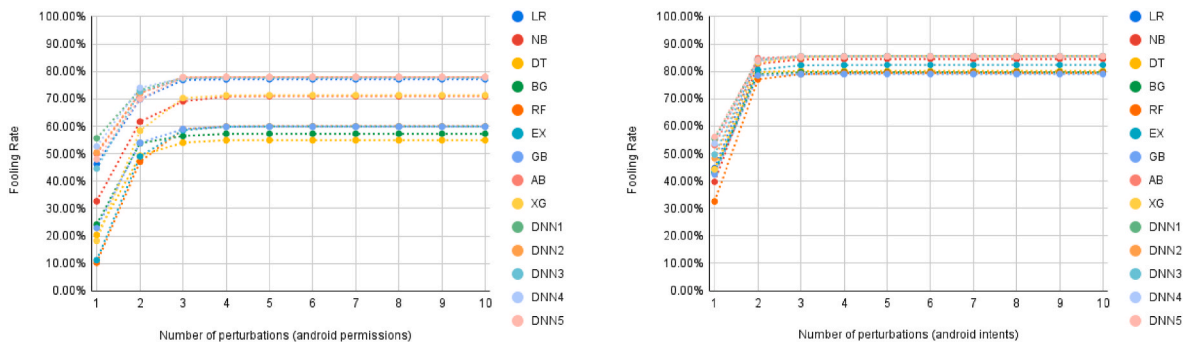 100.00%
90.00%
80.00%
70.00%
60.00%
50.00%
40.00%
30.00%
20.00%
10.00%
0.00%
Fooling Rate
1 2 3 4 5 6 7 8 9 10
Number of perturbations (android permissions)
LR
NB
DT
BG
RF
EX
GB
AB
XG
DNN1
DNN2
DNN3
DNN4
DNN5
100.00%
90.00%
80.00%
70.00%
60.00%
50.00%
40.00%
30.00%
20.00%
10.00%
0.00%
Fooling Rate
1 2 3 4 5 6 7 8 9 10
Number of perturbations (android intents)
LR
NB
DT
BG
RF
EX
GB
AB
XG
DNN1
DNN2
DNN3
DNN4
DNN5